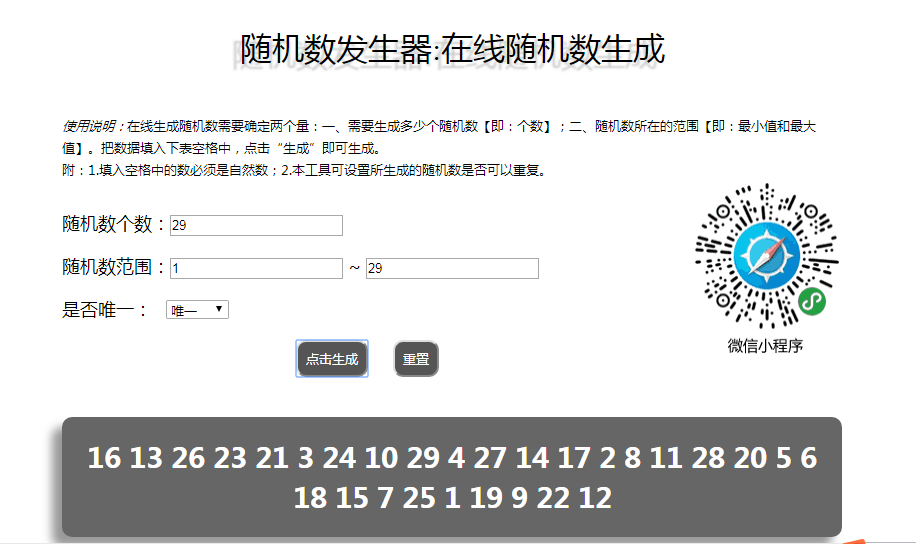 随机数发生器:在线随机数生成
使用说明：在线生成随机数需要确定两个量：一、需要生成多少个随机数【即：个数】；二、随机数所在的范围【即：最小值和最大
值】。把数据填入下表空格中，点击“生成”即可生成。
附：1.填入空格中的数必须是自然数；2.本工具可设置所生成的随机数是否可以重复。
随机数个数：29
随机数范围：1 ~ 29
是否唯一： 唯一
点击生成 重置
微信小程序
16 13 26 23 21 3 24 10 29 4 27 14 17 2 8 11 28 20 5 6
18 15 7 25 1 19 9 22 12